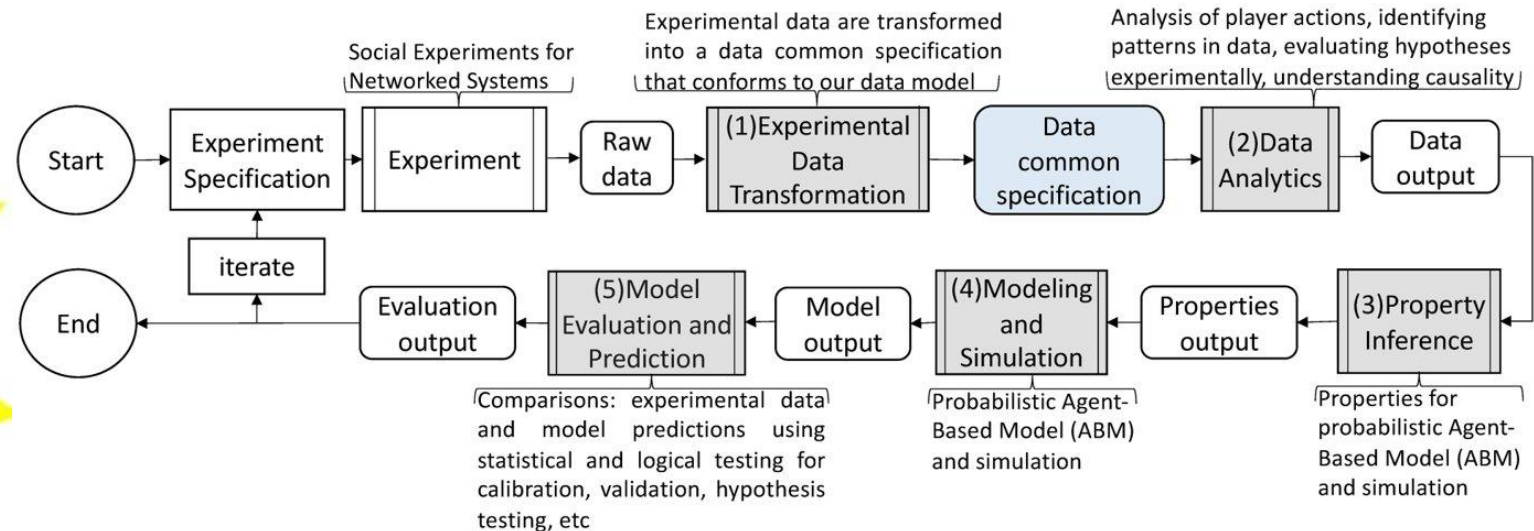 Social Experiments for
Networked Systems
Experimental data are transformed
into a data common specification
that conforms to our data model
Analysis of player actions, identifying
patterns in data, evaluating hypotheses
experimentally, understanding causality
Start
Experiment
Specification
Experiment
Raw
data
(1)Experimental
Data
Transformation
Data
common
specification
(2)Data
Analytics
Data
output
iterate
End
Evaluation
output
(5)Model
Evaluation and
Prediction
Model
output
(4)Modeling
and
Simulation
Properties
output
(3)Property
Inference
Comparisons: experimental data
and model predictions using
statistical and logical testing for
calibration, validation, hypothesis
testing, etc
Probabilistic Agent-
Based Model (ABM)
and simulation
Properties for
probabilistic Agent-
Based Model (ABM)
and simulation